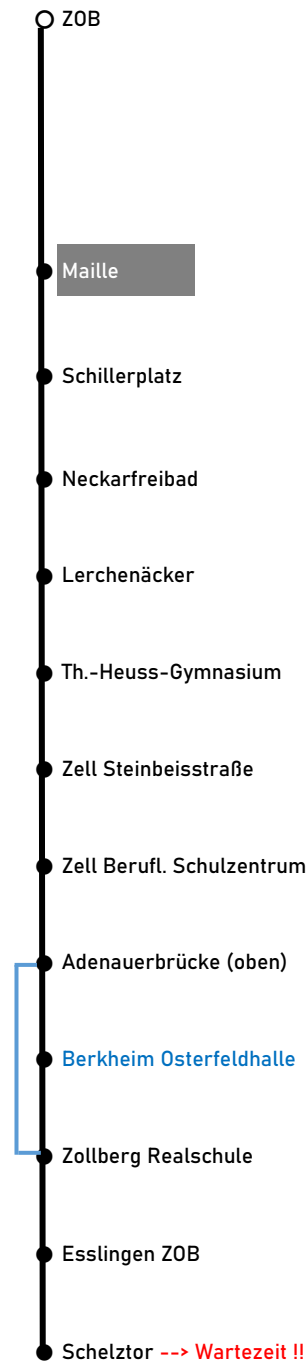 ZOB
Maille
Schillerplatz
Neckarfreibad
Lerchenäcker
Th.-Heuss-Gymnasium
Zell Steinbeisstraße
Zell Berufl. Schulzentrum
Adenauerbrücke (oben)
Berkheim Osterfeldhalle
Zollberg Realschule
Esslingen ZOB
Schelztor --> Wartezeit !!